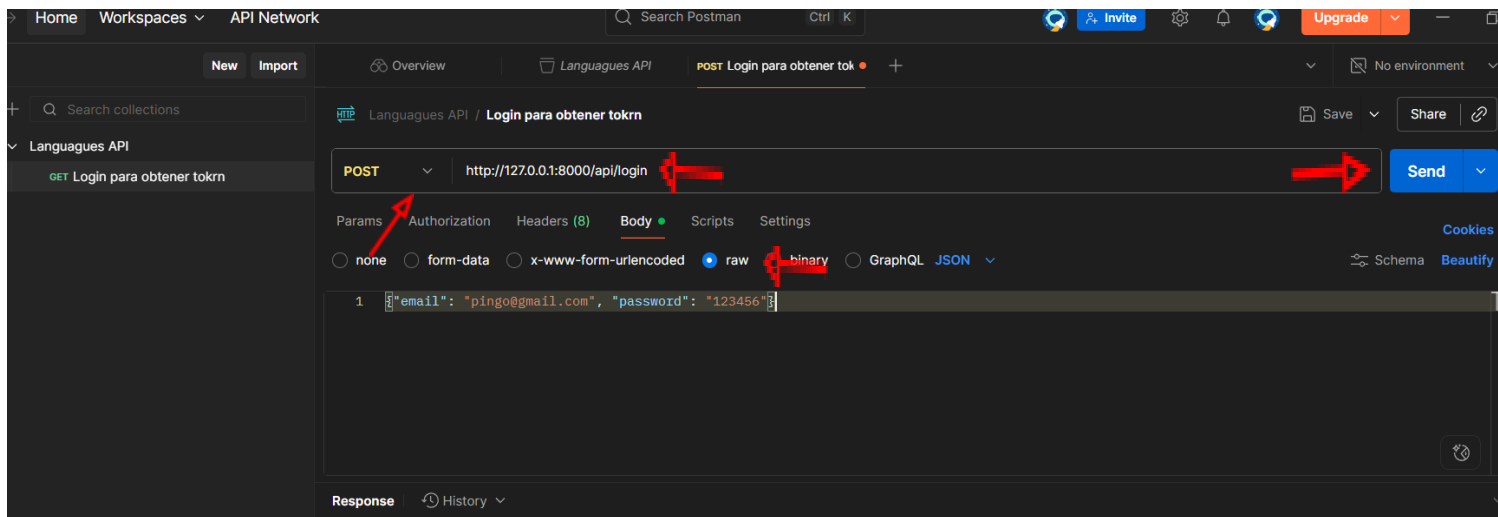 Home Workspaces API Network Search Postman Ctrl K Invite Upgrade
New Import Overview Languagues API POST Login para obtener tok No environment
Search collections
HTTP Languagues API / Login para obtener tokrn Save Share
Languagues API
GET Login para obtener tokrn
POST http://127.0.0.1:8000/api/login Send
Params Authorization Headers (8) Body Scripts Settings Cookies
none form-data x-www-form-urlencoded raw binary GraphQL JSON Schema Beautify
1 {"email": "pingo@gmail.com", "password": "123456"}
Response History